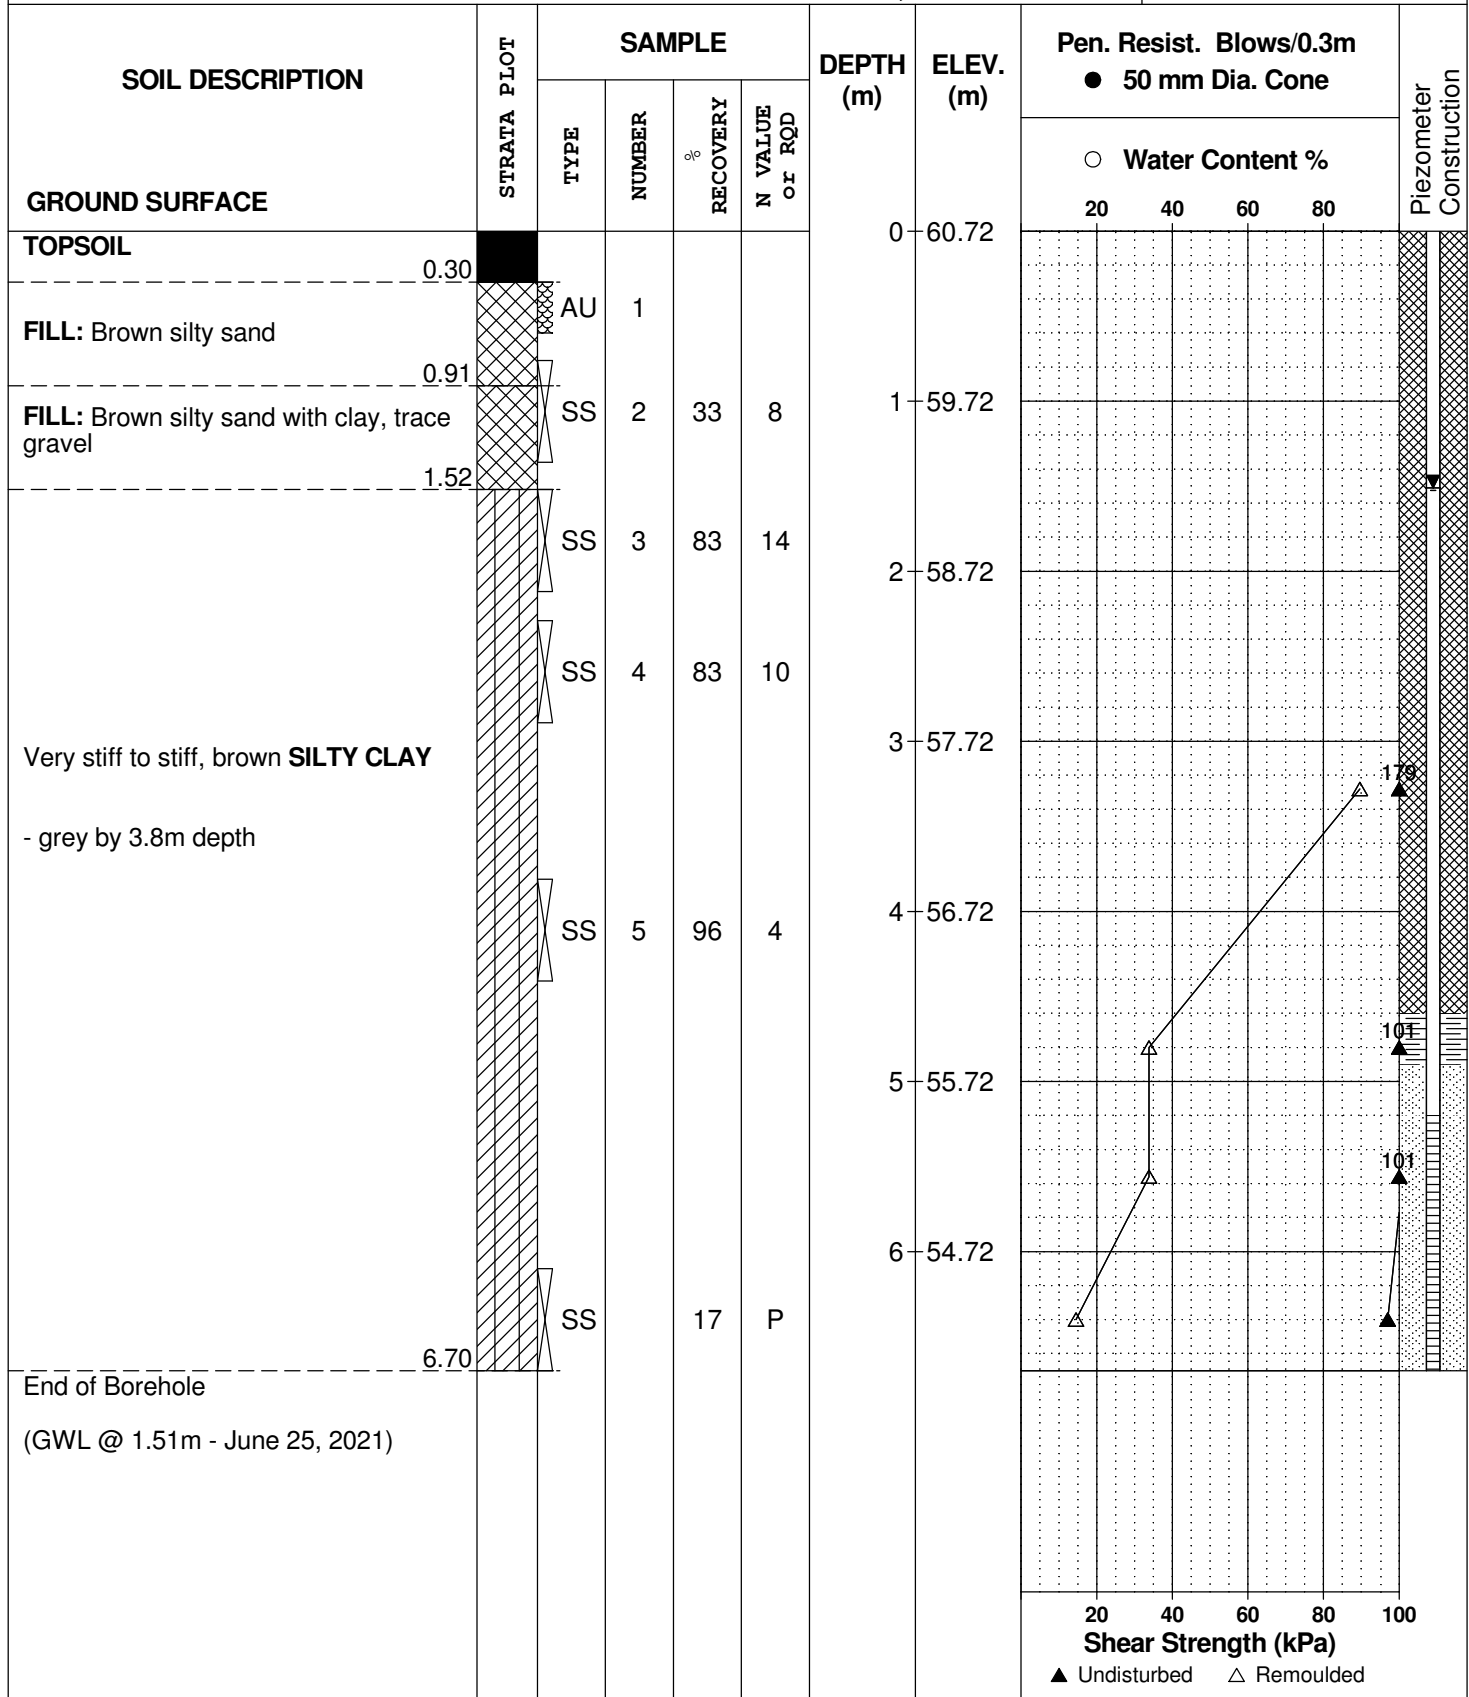 SOIL DESCRIPTION
GROUND SURFACE
STRATA PLOT
SAMPLE
TYPE
NUMBER
%
RECOVERY
N VALUE
or RQD
DEPTH
(m)
ELEV.
(m)
Pen. Resist. Blows/0.3m
● 50 mm Dia. Cone
○ Water Content %
20 40 60 80
Piezometer
Construction
0 60.72
TOPSOIL
0.30
AU 1
FILL: Brown silty sand
0.91
1 59.72
SS 2 33 8
FILL: Brown silty sand with clay, trace
gravel
1.52
SS 3 83 14
2 58.72
SS 4 83 10
3 57.72
Very stiff to stiff, brown SILTY CLAY
179
- grey by 3.8m depth
4 56.72
SS 5 96 4
101
5 55.72
101
6 54.72
SS 17 P
6.70
End of Borehole
(GWL @ 1.51m - June 25, 2021)
20 40 60 80 100
Shear Strength (kPa)
▲ Undisturbed △ Remoulded